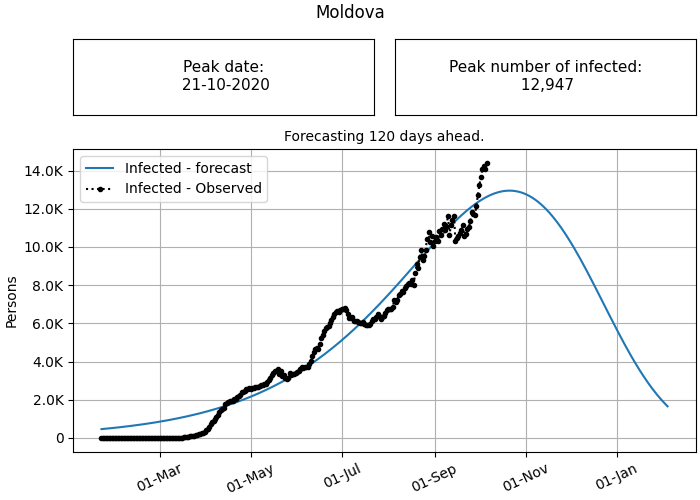 Moldova
Peak date:
21-10-2020
Peak number of infected:
12,947
Forecasting 120 days ahead.
Infected - forecast
Infected - Observed
Persons
14.0K
12.0K
10.0K
8.0K
6.0K
4.0K
2.0K
0
01-Mar
01-May
01-Jul
01-Sep
01-Nov
01-Jan